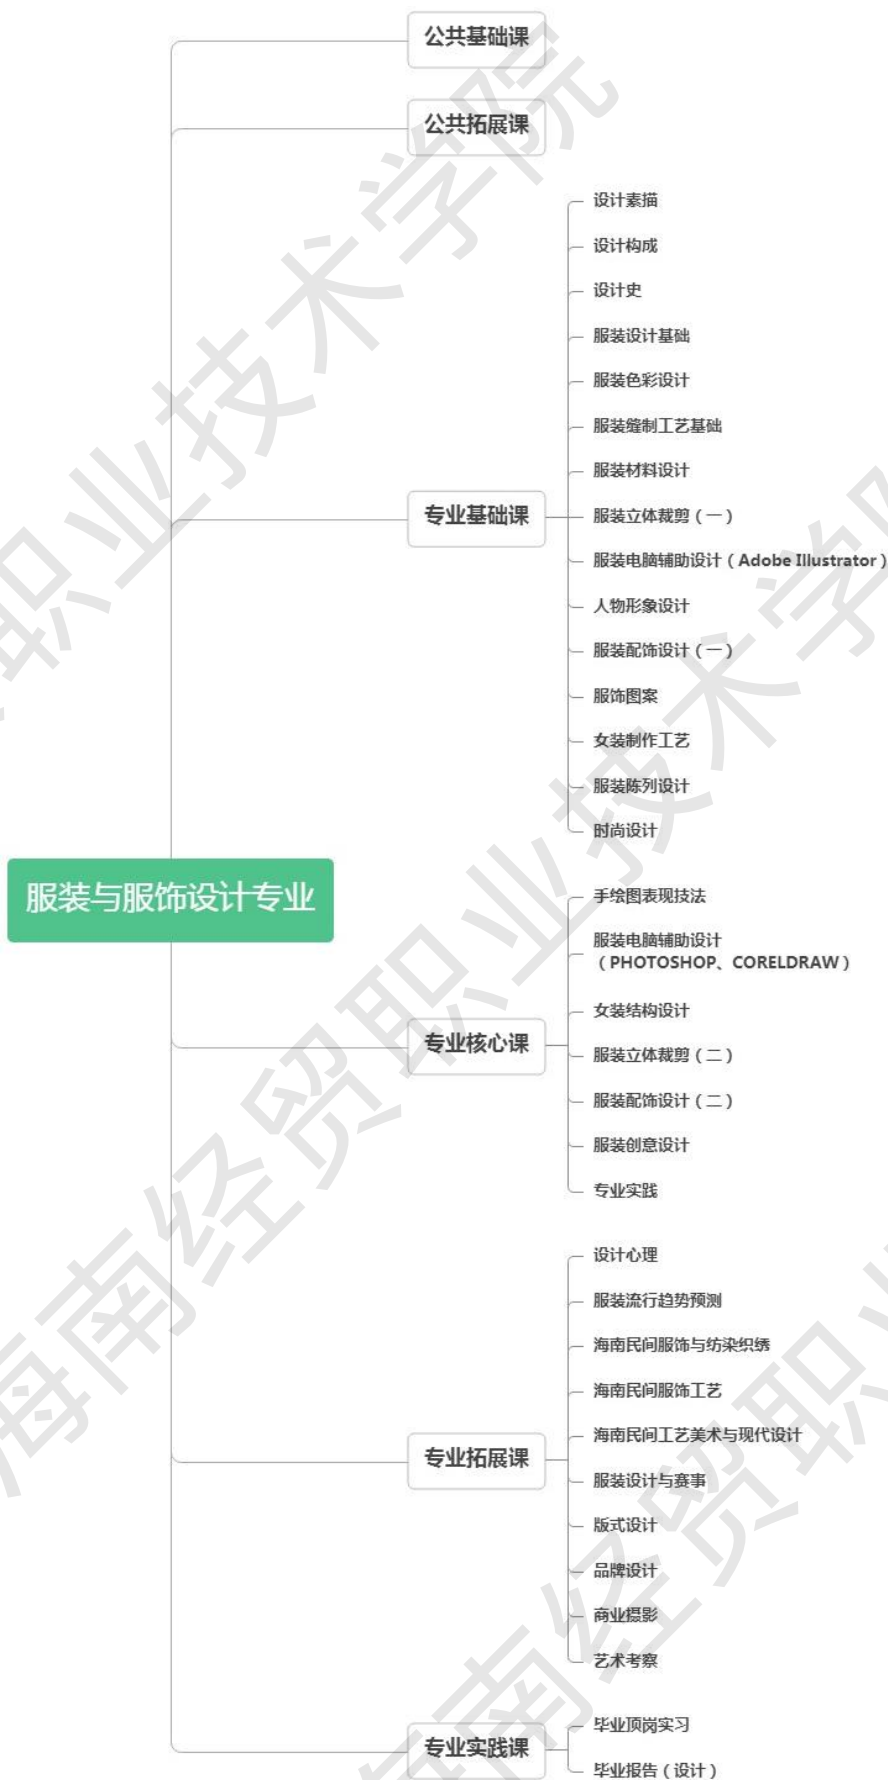 公共基础课
公共拓展课
设计素描
设计构成
设计史
服装设计基础
服装色彩设计
服装缝制工艺基础
服装材料设计
专业基础课
服装立体裁剪（一）
服装电脑辅助设计（Adobe Illustrator）
人物形象设计
服装配饰设计（一）
服饰图案
女装制作工艺
服装陈列设计
时尚设计
服装与服饰设计专业
手绘图表现技法
服装电脑辅助设计
（PHOTOSHOP、CORELDRAW）
女装结构设计
专业核心课
服装立体裁剪（二）
服装配饰设计（二）
服装创意设计
专业实践
设计心理
服装流行趋势预测
海南民间服饰与纺染织绣
海南民间服饰工艺
海南民间工艺美术与现代设计
专业拓展课
服装设计与赛事
版式设计
品牌设计
商业摄影
艺术考察
毕业顶岗实习
专业实践课
毕业报告（设计）
海南经贸职业技术学院